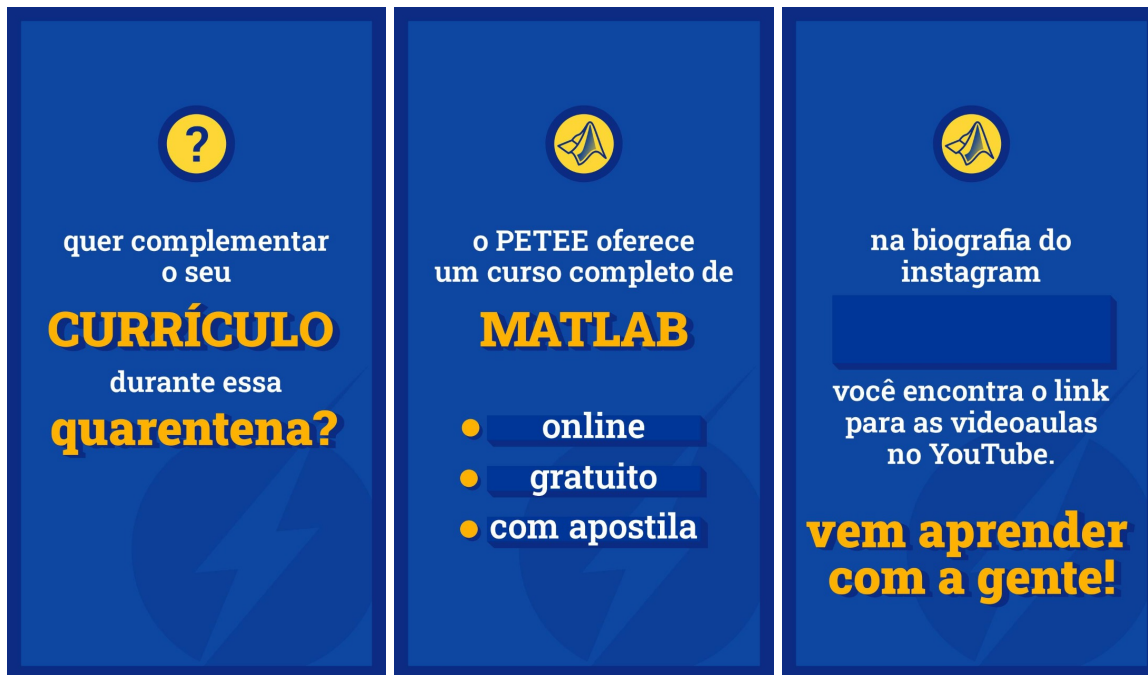 ?
quer complementar
o seu
CURRÍCULO
durante essa
quarentena?
o PETEE oferece
um curso completo de
MATLAB
online
gratuito
com apostila
na biografia do
instagram
você encontra o link
para as videoaulas
no YouTube.
vem aprender
com a gente!